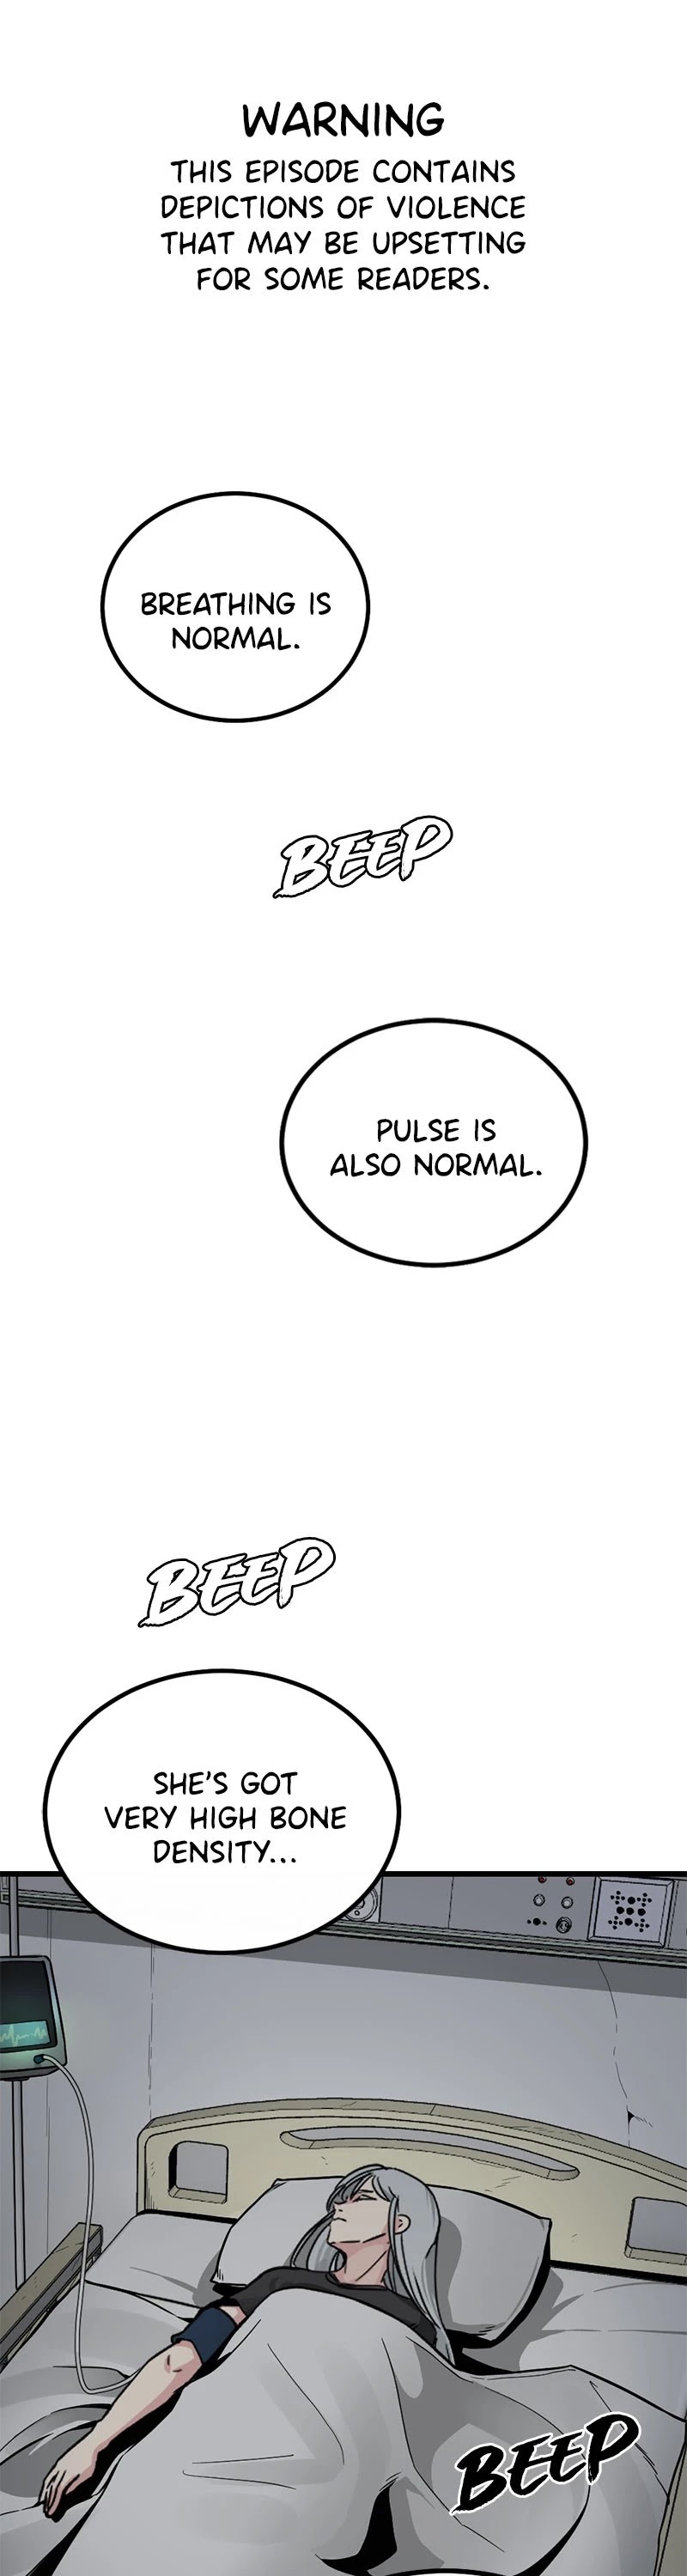 WARNING
THIS EPISODE CONTAINS
DEPICTIONS OF VIOLENCE
THAT MAY BE UPSETTING
FOR SOME READERS.
BREATHING IS
NORMAL.
BEEP
PULSE IS
ALSO NORMAL.
BEEP
SHE'S GOT
VERY HIGH BONE
DENSITY...
BEEP